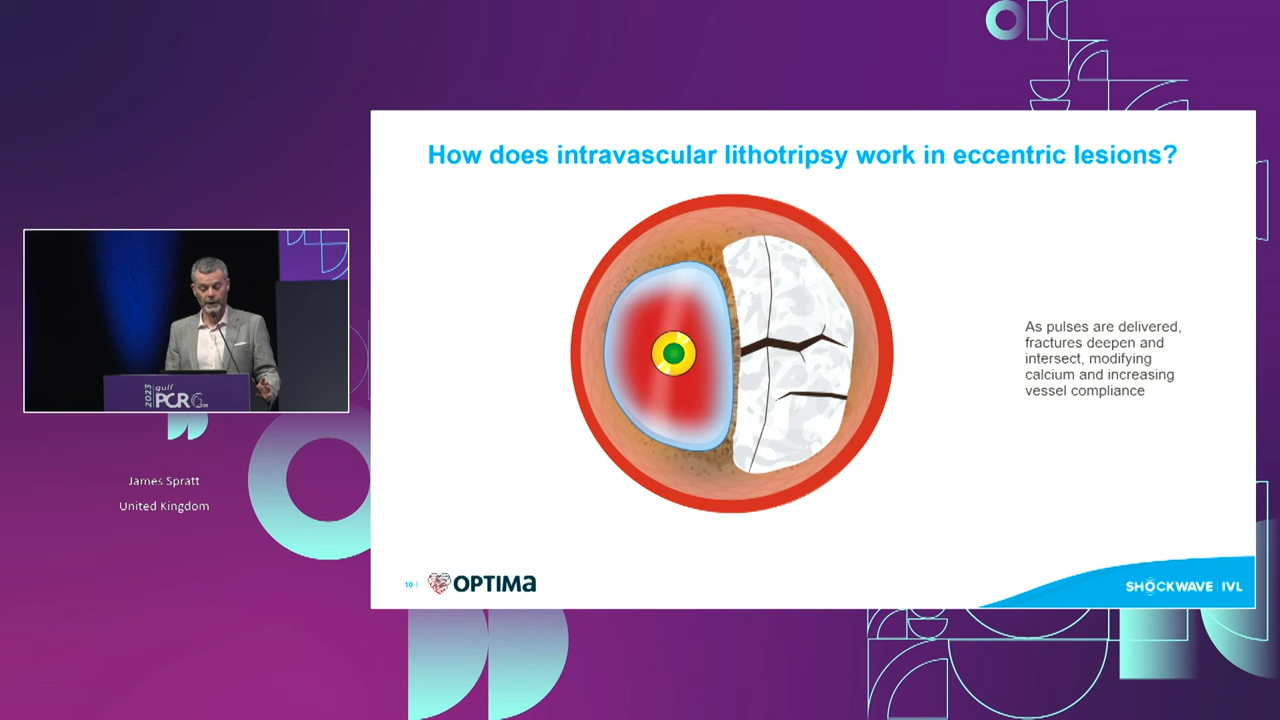 How does intravascular lithotripsy work in eccentric lesions?
As pulses are delivered,
fractures deepen and
intersect, modifying
calcium and increasing
vessel compliance
2023 gulf
PCR
James Spratt
United Kingdom
10 |
OPTIMA
SHOCKWAVE | IVL